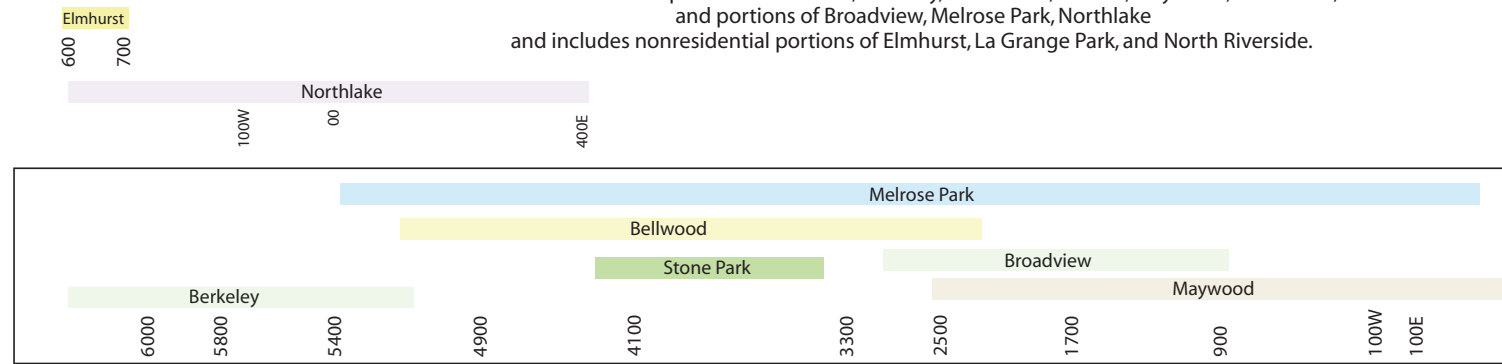 and portions of Broadview, Melrose Park, Northlake
and includes nonresidential portions of Elmhurst, La Grange Park, and North Riverside.
Elmhurst
600 700
Northlake
100W 00 400E
Melrose Park
Bellwood
Stone Park
Broadview
Berkeley
Maywood
6000 5800 5400 4900 4100 3300 2500 1700 900 100W 100E